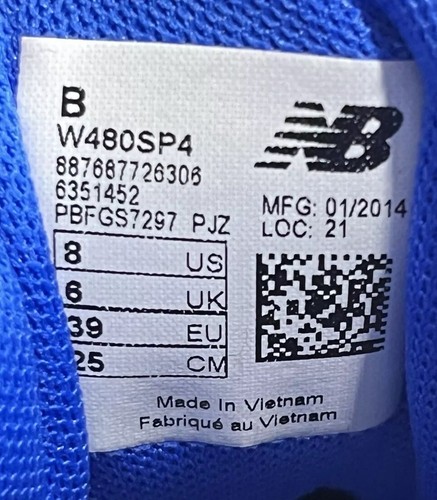 B
W480SP4
887687726306
6351452
PBFGS7297 PJZ
NB
MFG: 01/2014
LOC: 21
8 US
6 UK
39 EU
25 CM
Made In Vietnam
Fabriqué au Vietnam